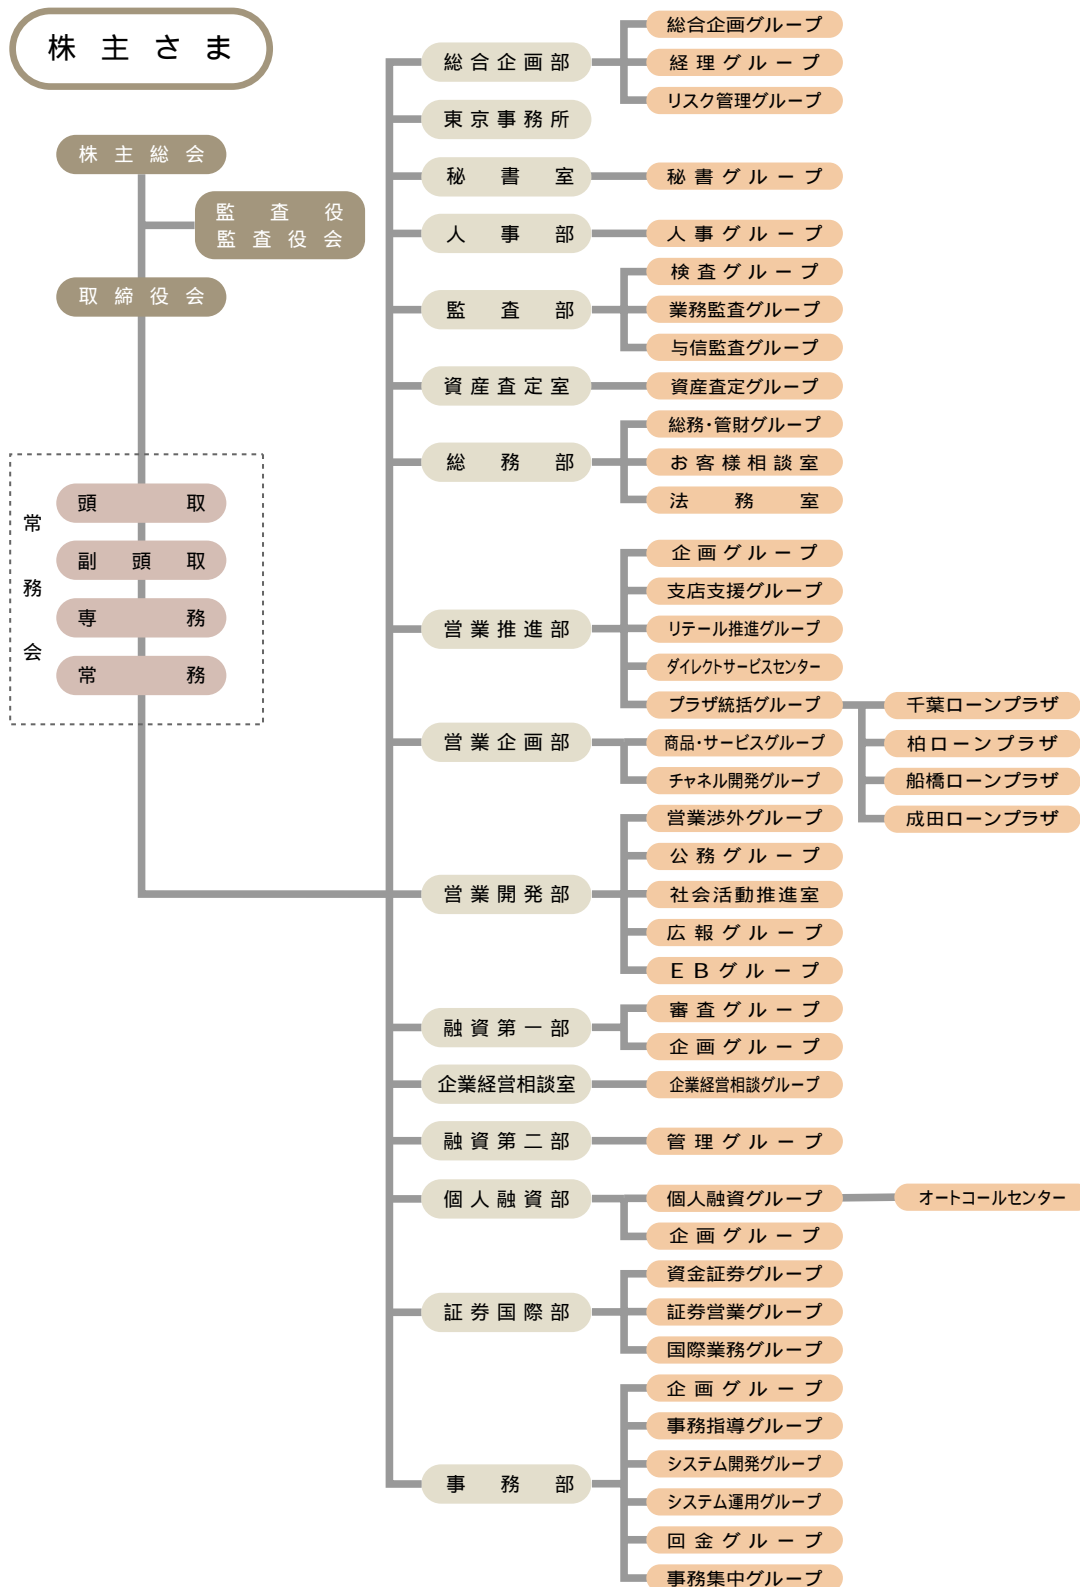 株主さま
株主総会
監査役
監査役会
取締役会
常務会
頭取
副頭取
専務
常務
総合企画部
総合企画グループ
経理グループ
リスク管理グループ
東京事務所
秘書室
秘書グループ
人事部
人事グループ
監査部
検査グループ
業務監査グループ
与信監査グループ
資産査定室
資産査定グループ
総務部
総務・管財グループ
お客様相談室
法務室
営業推進部
企画グループ
支店支援グループ
リテール推進グループ
ダイレクトサービスセンター
プラザ統括グループ
千葉ローンプラザ
柏ローンプラザ
船橋ローンプラザ
成田ローンプラザ
営業企画部
商品・サービスグループ
チャネル開発グループ
営業開発部
営業渉外グループ
公務グループ
社会活動推進室
広報グループ
EBグループ
融資第一部
審査グループ
企画グループ
企業経営相談室
企業経営相談グループ
融資第二部
管理グループ
個人融資部
個人融資グループ
オートコールセンター
企画グループ
証券国際部
資金証券グループ
証券営業グループ
国際業務グループ
事務部
企画グループ
事務指導グループ
システム開発グループ
システム運用グループ
回金グループ
事務集中グループ